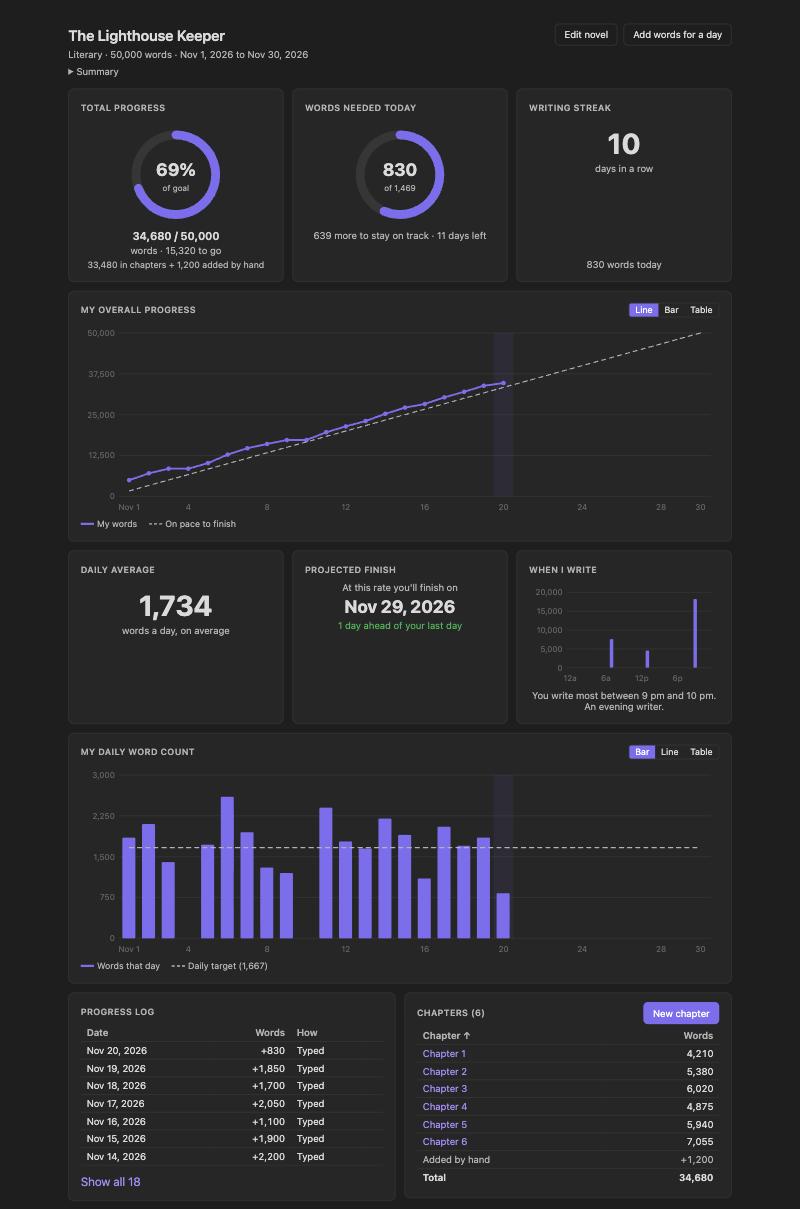 The Lighthouse Keeper
Edit novel
Add words for a day
Literary · 50,000 words · Nov 1, 2026 to Nov 30, 2026
Summary
TOTAL PROGRESS
69%
of goal
34,680 / 50,000
words · 15,320 to go
33,480 in chapters + 1,200 added by hand
WORDS NEEDED TODAY
830
of 1,469
639 more to stay on track · 11 days left
WRITING STREAK
10
days in a row
830 words today
MY OVERALL PROGRESS
Line Bar Table
50,000
37,500
25,000
12,500
0
Nov 1 4 8 12 16 20 24 28 30
My words On pace to finish
DAILY AVERAGE
1,734
words a day, on average
PROJECTED FINISH
At this rate you'll finish on
Nov 29, 2026
1 day ahead of your last day
WHEN I WRITE
20,000
15,000
10,000
5,000
0
12a 6a 12p 6p
You write most between 9 pm and 10 pm.
An evening writer.
MY DAILY WORD COUNT
Bar Line Table
3,000
2,250
1,500
750
0
Nov 1 4 8 12 16 20 24 28 30
Words that day Daily target (1,667)
PROGRESS LOG
Date Words How
Nov 20, 2026 +830 Typed
Nov 19, 2026 +1,850 Typed
Nov 18, 2026 +1,700 Typed
Nov 17, 2026 +2,050 Typed
Nov 16, 2026 +1,100 Typed
Nov 15, 2026 +1,900 Typed
Nov 14, 2026 +2,200 Typed
Show all 18
CHAPTERS (6)
New chapter
Chapter ↑ Words
Chapter 1 4,210
Chapter 2 5,380
Chapter 3 6,020
Chapter 4 4,875
Chapter 5 5,940
Chapter 6 7,055
Added by hand +1,200
Total 34,680